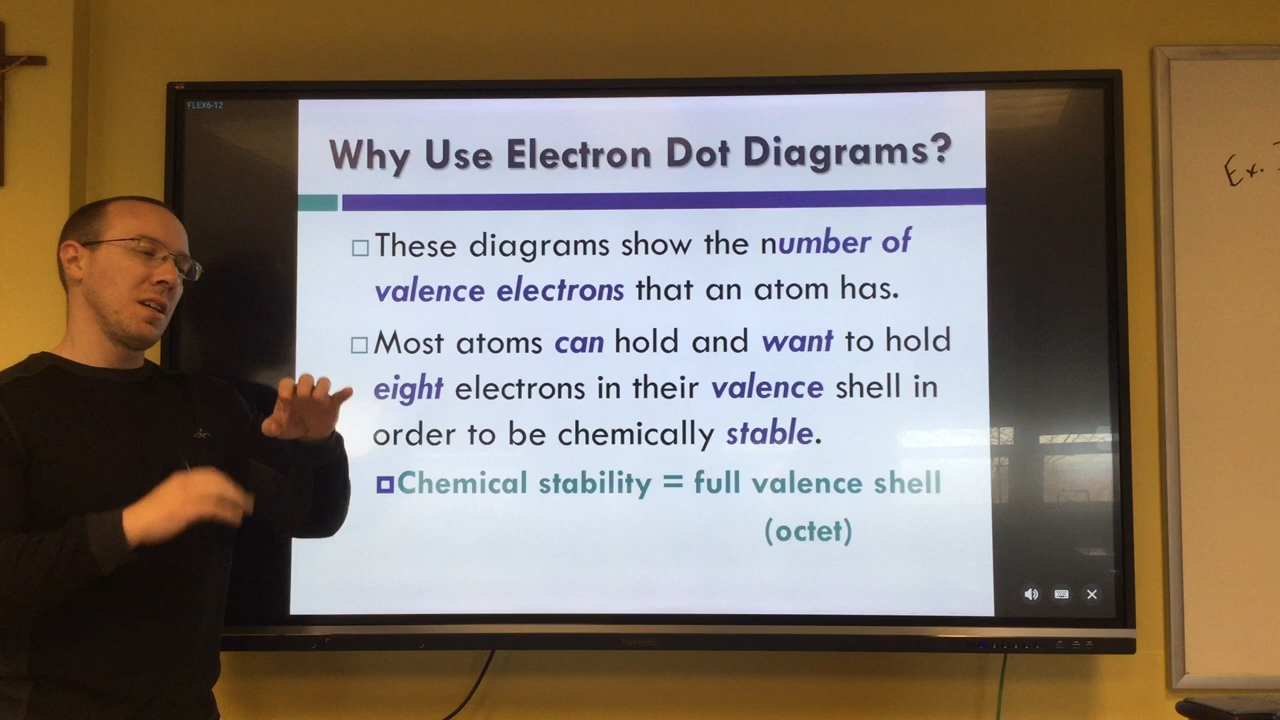 FLEX6-12
Why Use Electron Dot Diagrams?
These diagrams show the number of
valence electrons that an atom has.
Most atoms can hold and want to hold
eight electrons in their valence shell in
order to be chemically stable.
Chemical stability = full valence shell
(octet)
Ex.